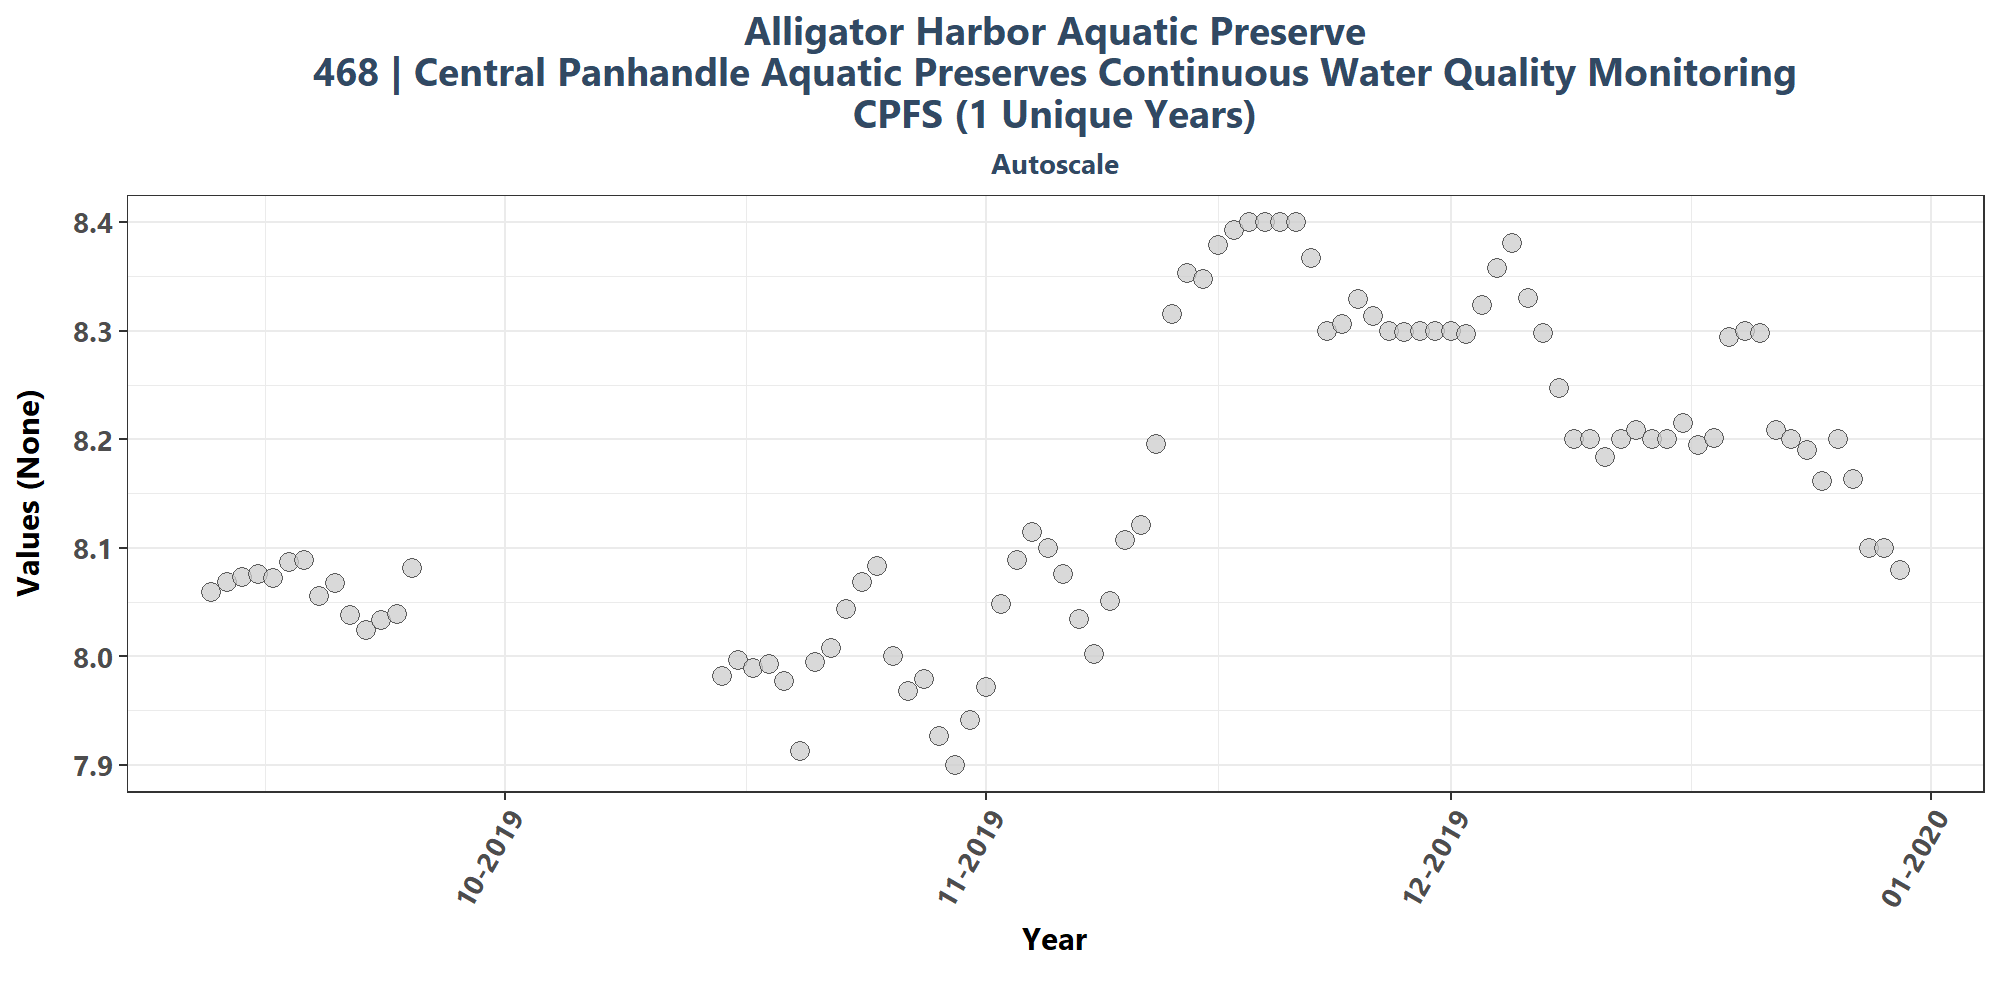 Alligator Harbor Aquatic Preserve
468 | Central Panhandle Aquatic Preserves Continuous Water Quality Monitoring
CPFS (1 Unique Years)
Autoscale
Values (None)
8.4
8.3
8.2
8.1
8.0
7.9
10-2019
11-2019
12-2019
01-2020
Year